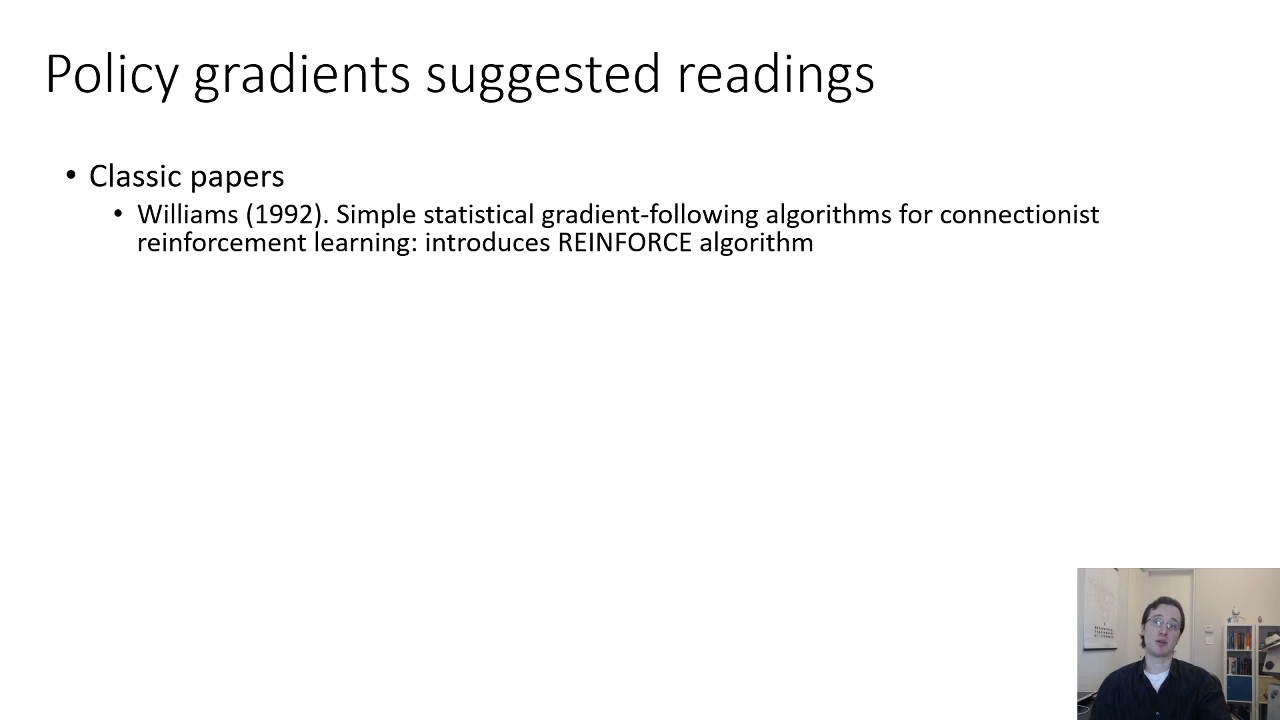 Policy gradients suggested readings
• Classic papers
• Williams (1992). Simple statistical gradient-following algorithms for connectionist
reinforcement learning: introduces REINFORCE algorithm